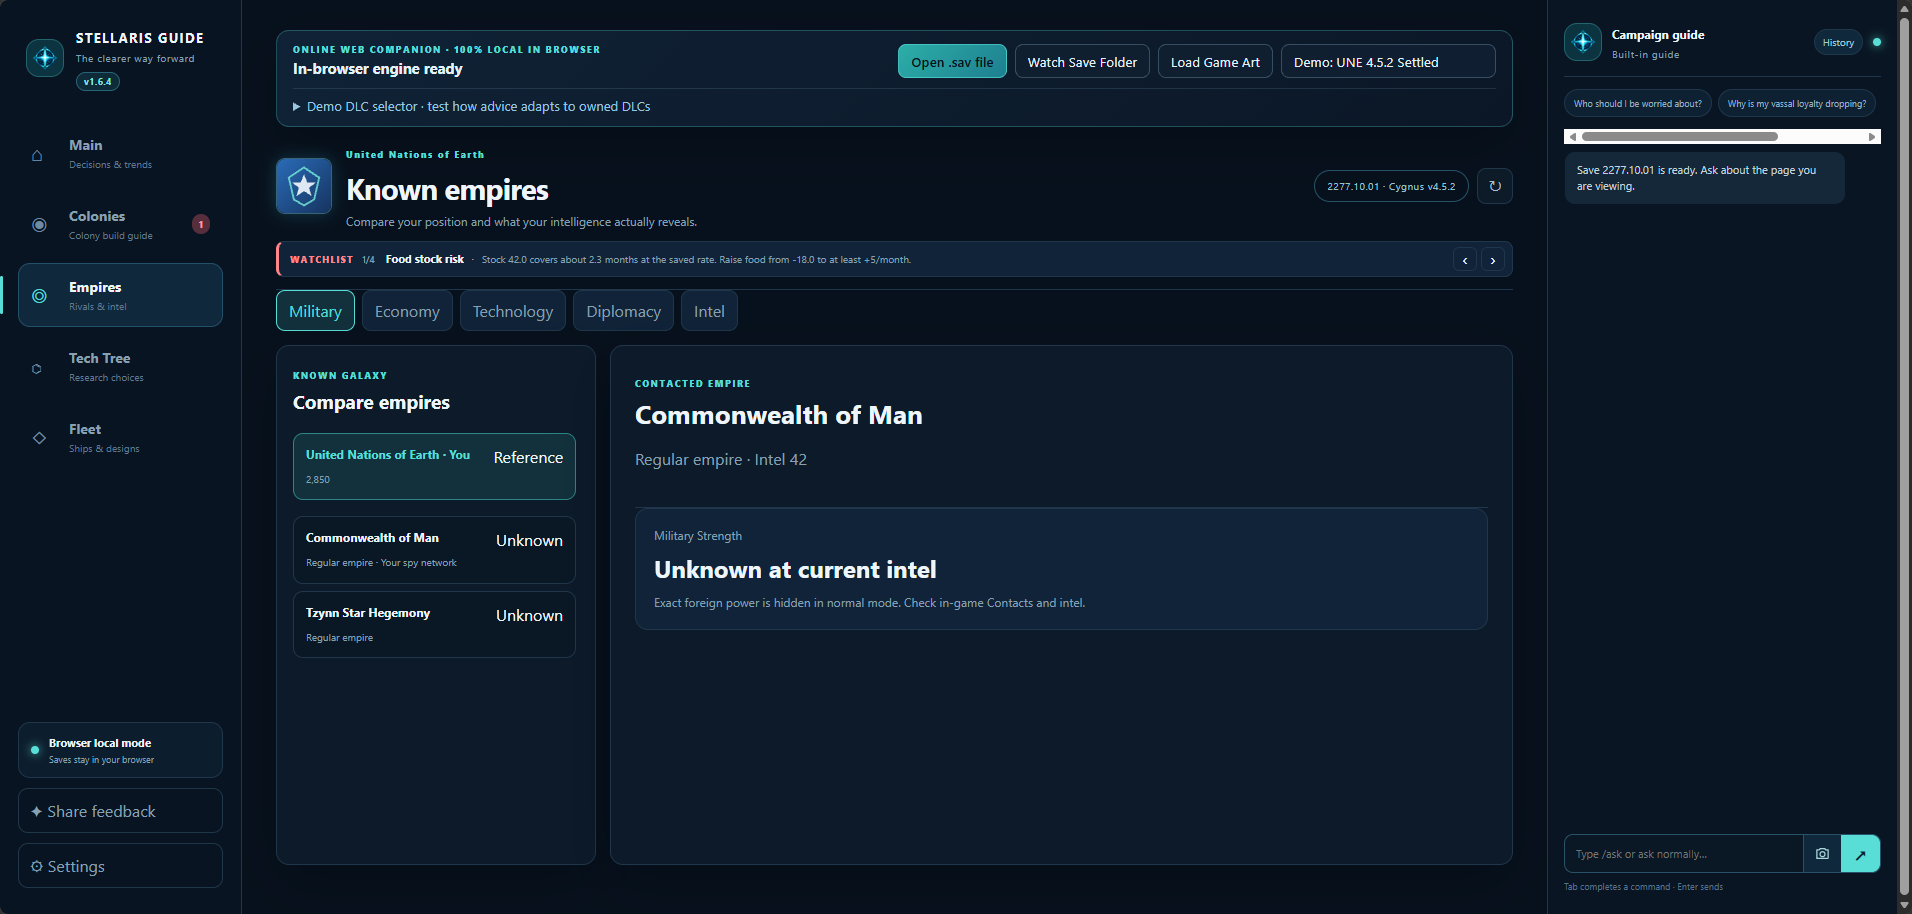 STELLARIS GUIDE
The clearer way forward
v1.6.4
Main
Decisions & trends
Colonies
Colony build guide
1
Empires
Rivals & intel
Tech Tree
Research choices
Fleet
Ships & designs
Browser local mode
Saves stay in your browser
Share feedback
Settings
ONLINE WEB COMPANION · 100% LOCAL IN BROWSER
In-browser engine ready
Open .sav file
Watch Save Folder
Load Game Art
Demo: UNE 4.5.2 Settled
Demo DLC selector · test how advice adapts to owned DLCs
United Nations of Earth
Known empires
Compare your position and what your intelligence actually reveals.
2277.10.01 · Cygnus v4.5.2
WATCHLIST 1/4 Food stock risk · Stock 42.0 covers about 2.3 months at the saved rate. Raise food from -18.0 to at least +5/month.
Military
Economy
Technology
Diplomacy
Intel
KNOWN GALAXY
Compare empires
United Nations of Earth · You
Reference
2,850
Commonwealth of Man
Unknown
Regular empire · Your spy network
Tzynn Star Hegemony
Unknown
Regular empire
CONTACTED EMPIRE
Commonwealth of Man
Regular empire · Intel 42
Military Strength
Unknown at current intel
Exact foreign power is hidden in normal mode. Check in-game Contacts and intel.
Campaign guide
Built-in guide
History
Who should I be worried about?
Why is my vassal loyalty dropping?
Save 2277.10.01 is ready. Ask about the page you
are viewing.
Type /ask or ask normally...
Tab completes a command · Enter sends